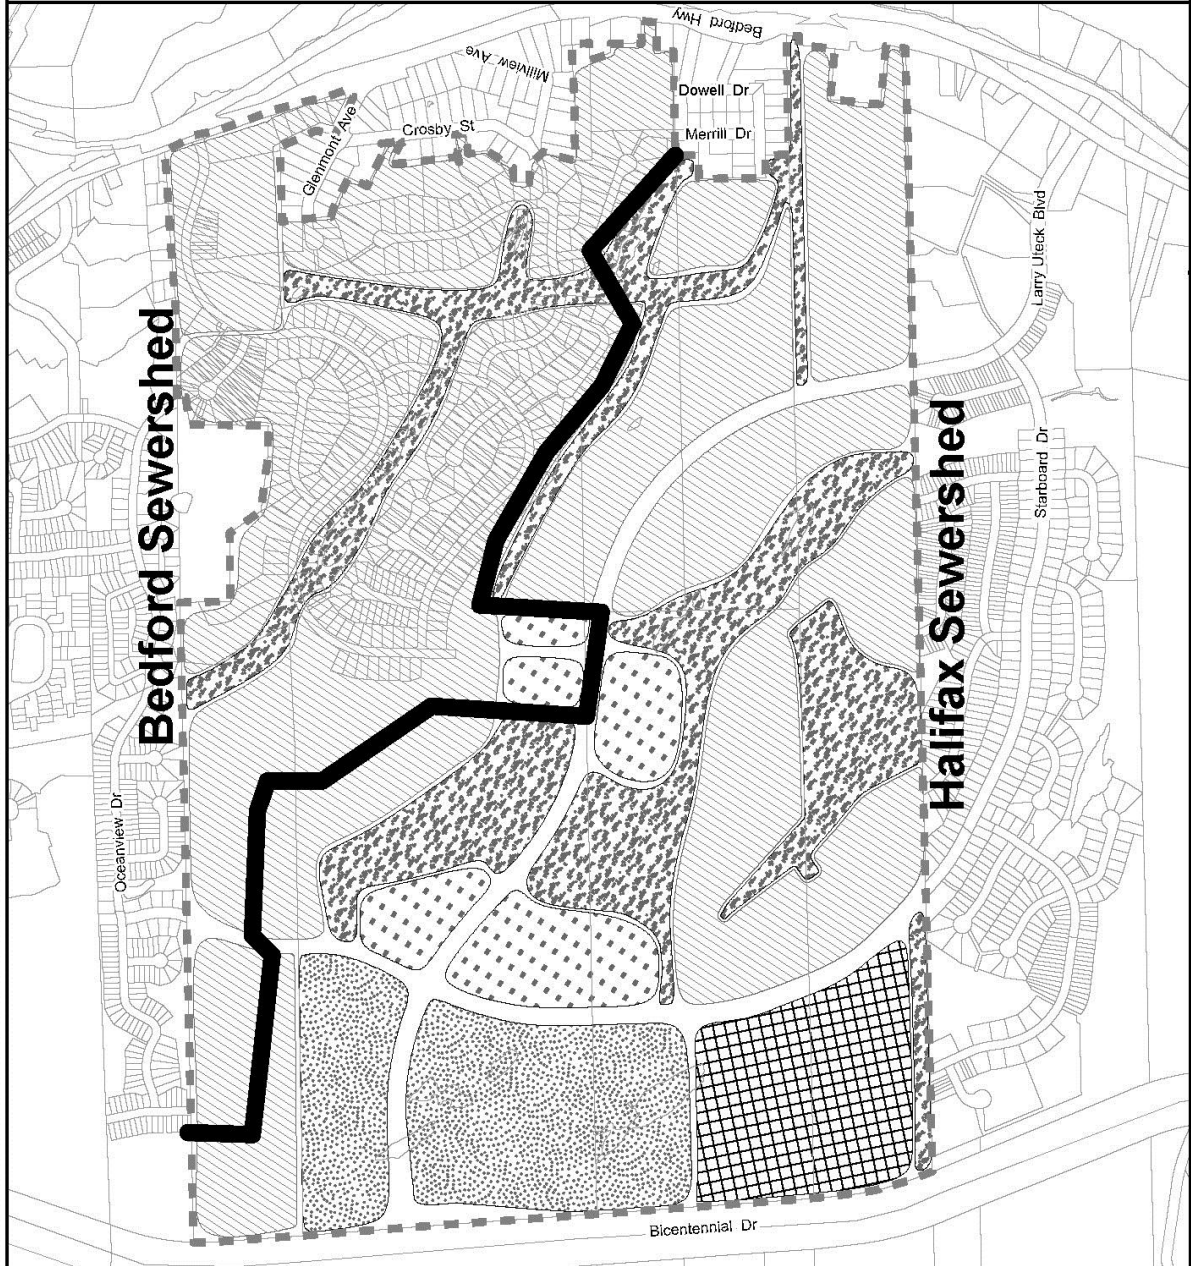 Bedford Hwy
Millview Ave
Dowell Dr
Crosby St
Merrill Dr
Glenmont Ave
Larry Uteck Blvd
Bedford Sewershed
Halifax Sewershed
Starboard Dr
Oceanview Dr
Bicentennial Dr